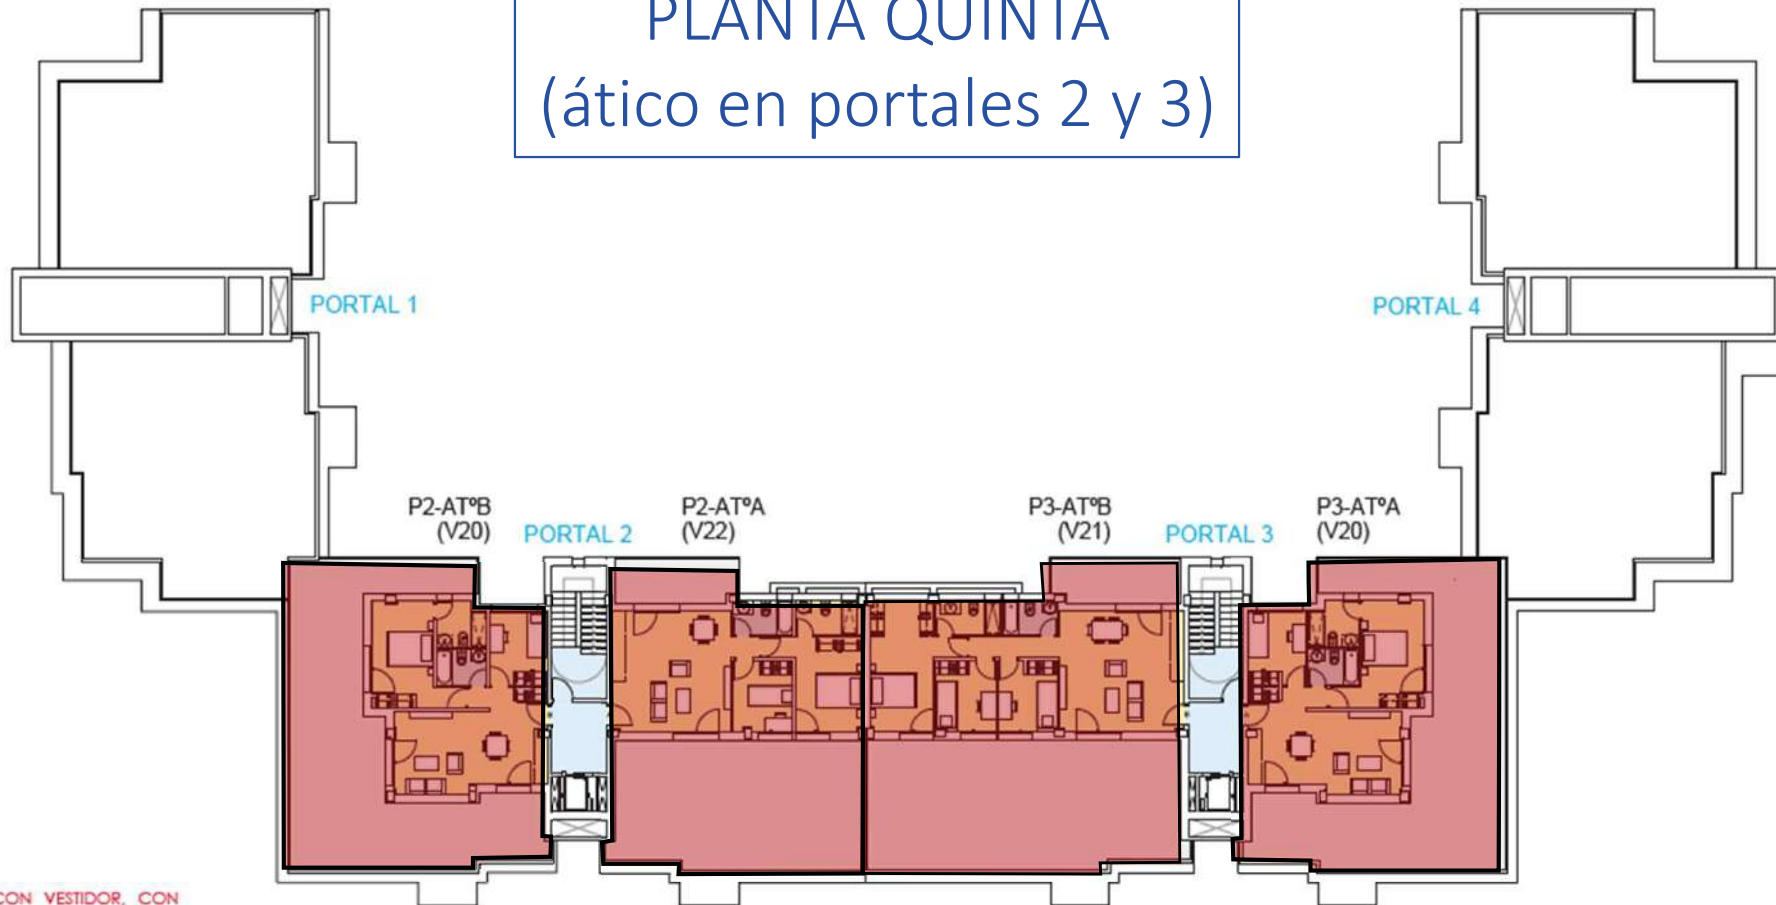 PLANTA QUINTA
(ático en portales 2 y 3)
PORTAL 1
PORTAL 4
P2-ATºB
(V20)
PORTAL 2
P2-ATºA
(V22)
P3-ATºB
(V21)
PORTAL 3
P3-ATºA
(V20)
CON VESTIDOR, CON